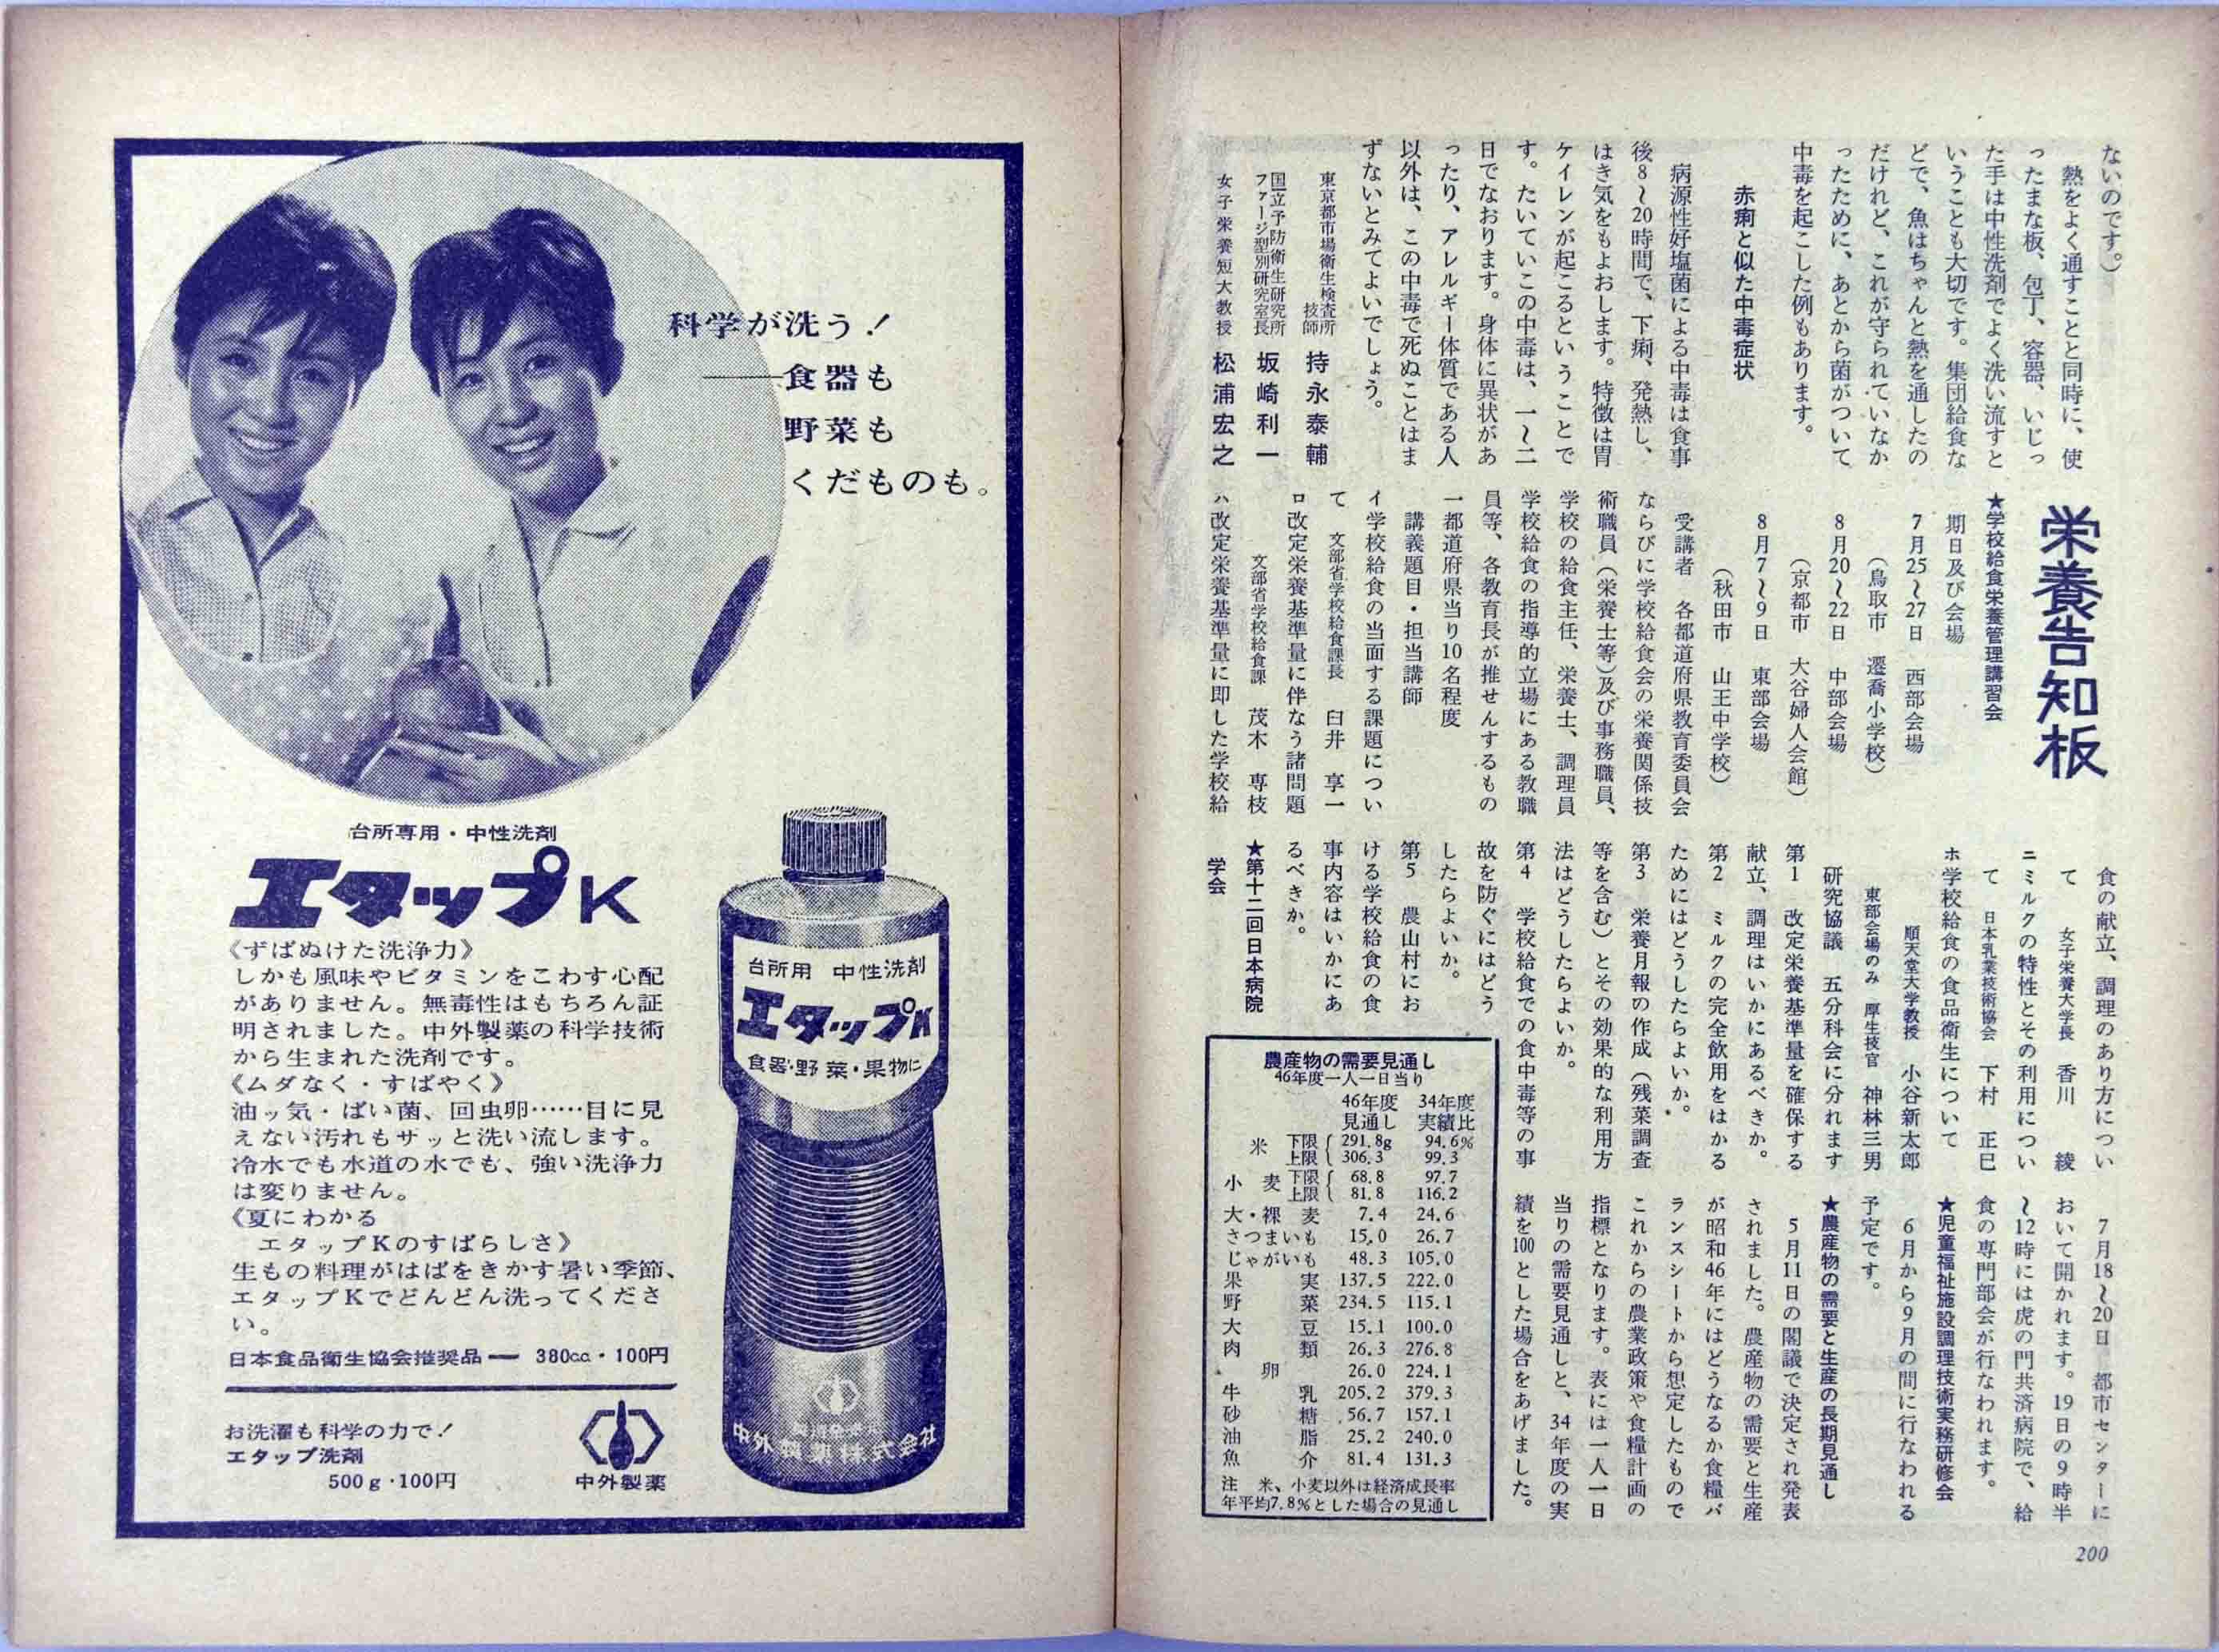 ないのです。)
熱をよく通すことと同時に、使
ったまな板、包丁、容器、いじっ
た手は中性洗剤でよく洗い流すと
いうことも大切です。集団給食な
どで、魚はちゃんと熱を通したの
だけれど、これが守られていなか
ったために、あとから菌がついて
中毒を起こした例もあります。
赤痢と似た中毒症状
病源性好塩菌による中毒は食事
後8〜20時間で、下痢、発熱し、
はき気をもよおします。特徴は胃
ケイレンが起こるということで
す。たいていこの中毒は、一〜二
日でなおります。身体に異状があ
ったり、アレルギー体質である人
以外は、この中毒で死ぬことはま
ずないとみてよいでしょう。
東京都市場衛生検査所
技師 持永泰輔
国立予防衛生研究所
ファージ型別研究室長 坂崎利一
女子栄養短大教授 松浦宏之
栄養告知板
★学校給食栄養管理講習会
期日及び会場
7月25〜27日 西部会場
(鳥取市 遷喬小学校)
8月20〜22日 中部会場
(京都市 大谷婦人会館)
8月7〜9日 東部会場
(秋田市 山王中学校)
受講者 各都道府県教育委員会
ならびに学校給食会の栄養関係技
術職員(栄養士等)及び事務職員、
学校の給食主任、栄養士、調理員
学校給食の指導的立場にある教職
員等、各教育長が推せんするもの
一都道府県当り10名程度
講義題目・担当講師
イ学校給食の当面する課題につい
て 文部省学校給食課長 臼井 享一
ロ改定栄養基準量に伴なう諸問題
文部省学校給食課 茂木 専枝
ハ改定栄養基準量に即した学校給
食の献立、調理のあり方につい
て 女子栄養大学長 香川 綾
ニミルクの特性とその利用につい
て 日本乳業技術協会 下村 正巳
ホ学校給食の食品衛生について
順天堂大学教授 小谷新太郎
東部会場のみ 厚生技官 神林三男
研究協議 五分科会に分れます
第1 改定栄養基準量を確保する
献立、調理はいかにあるべきか。
第2 ミルクの完全飲用をはかる
ためにはどうしたらよいか。
第3 栄養月報の作成(残菜調査
等を含む)とその効果的な利用方
法はどうしたらよいか。
第4 学校給食での食中毒等の事
故を防ぐにはどう
したらよいか。
第5 農山村にお
ける学校給食の食
事内容はいかにあ
るべきか。
★第十二回日本病院
学会
7月18〜20日 都市センターに
おいて開かれます。19日の9時半
〜12時には虎の門共済病院で、給
食の専門部会が行なわれます。
★児童福祉施設調理技術実務研修会
6月から9月の間に行なわれる
予定です。
★農産物の需要と生産の長期見通し
5月11日の閣議で決定され発表
されました。農産物の需要と生産
が昭和46年にはどうなるか食糧バ
ランスシートから想定したもので
これからの農業政策や食糧計画の
指標となります。表には一人一日
当りの需要見通しと、34年度の実
績を100とした場合をあげました。
農産物の需要見通し
46年度一人一日当り
46年度見通し 34年度実績比
米 下限 291.8g 94.6%
上限 306.3 99.3
小麦 下限 68.8 97.7
上限 81.8 116.2
大・裸麦 7.4 24.6
さつまいも 15.0 26.7
じゃがいも 48.3 105.0
果実 137.5 222.0
野菜 234.5 115.1
大豆 15.1 100.0
肉類 26.3 276.8
卵 26.0 224.1
牛乳 205.2 379.3
砂糖 56.7 157.1
油脂 25.2 240.0
魚介 81.4 131.3
注 米、小麦以外は経済成長率
年平均7.8%とした場合の見通し
200
科学が洗う!
──食器も
野菜も
くだものも。
台所専用・中性洗剤
エタップK
《ずばぬけた洗浄力》
しかも風味やビタミンをこわす心配
がありません。無毒性はもちろん証
明されました。中外製薬の科学技術
から生まれた洗剤です。
《ムダなく・すばやく》
油ッ気・ばい菌、回虫卵……目に見
えない汚れもサッと洗い流します。
冷水でも水道の水でも、強い洗浄力
は変りません。
《夏にわかる
エタップKのすばらしさ》
生もの料理がはばをきかす暑い季節、
エタップKでどんどん洗ってくださ
い。
日本食品衛生協会推奨品── 380cc・100円
お洗濯も科学の力で!
エタップ洗剤
500g・100円
中外製薬
台所用 中性洗剤
エタップK
食器・野菜・果物に
中外製薬株式会社